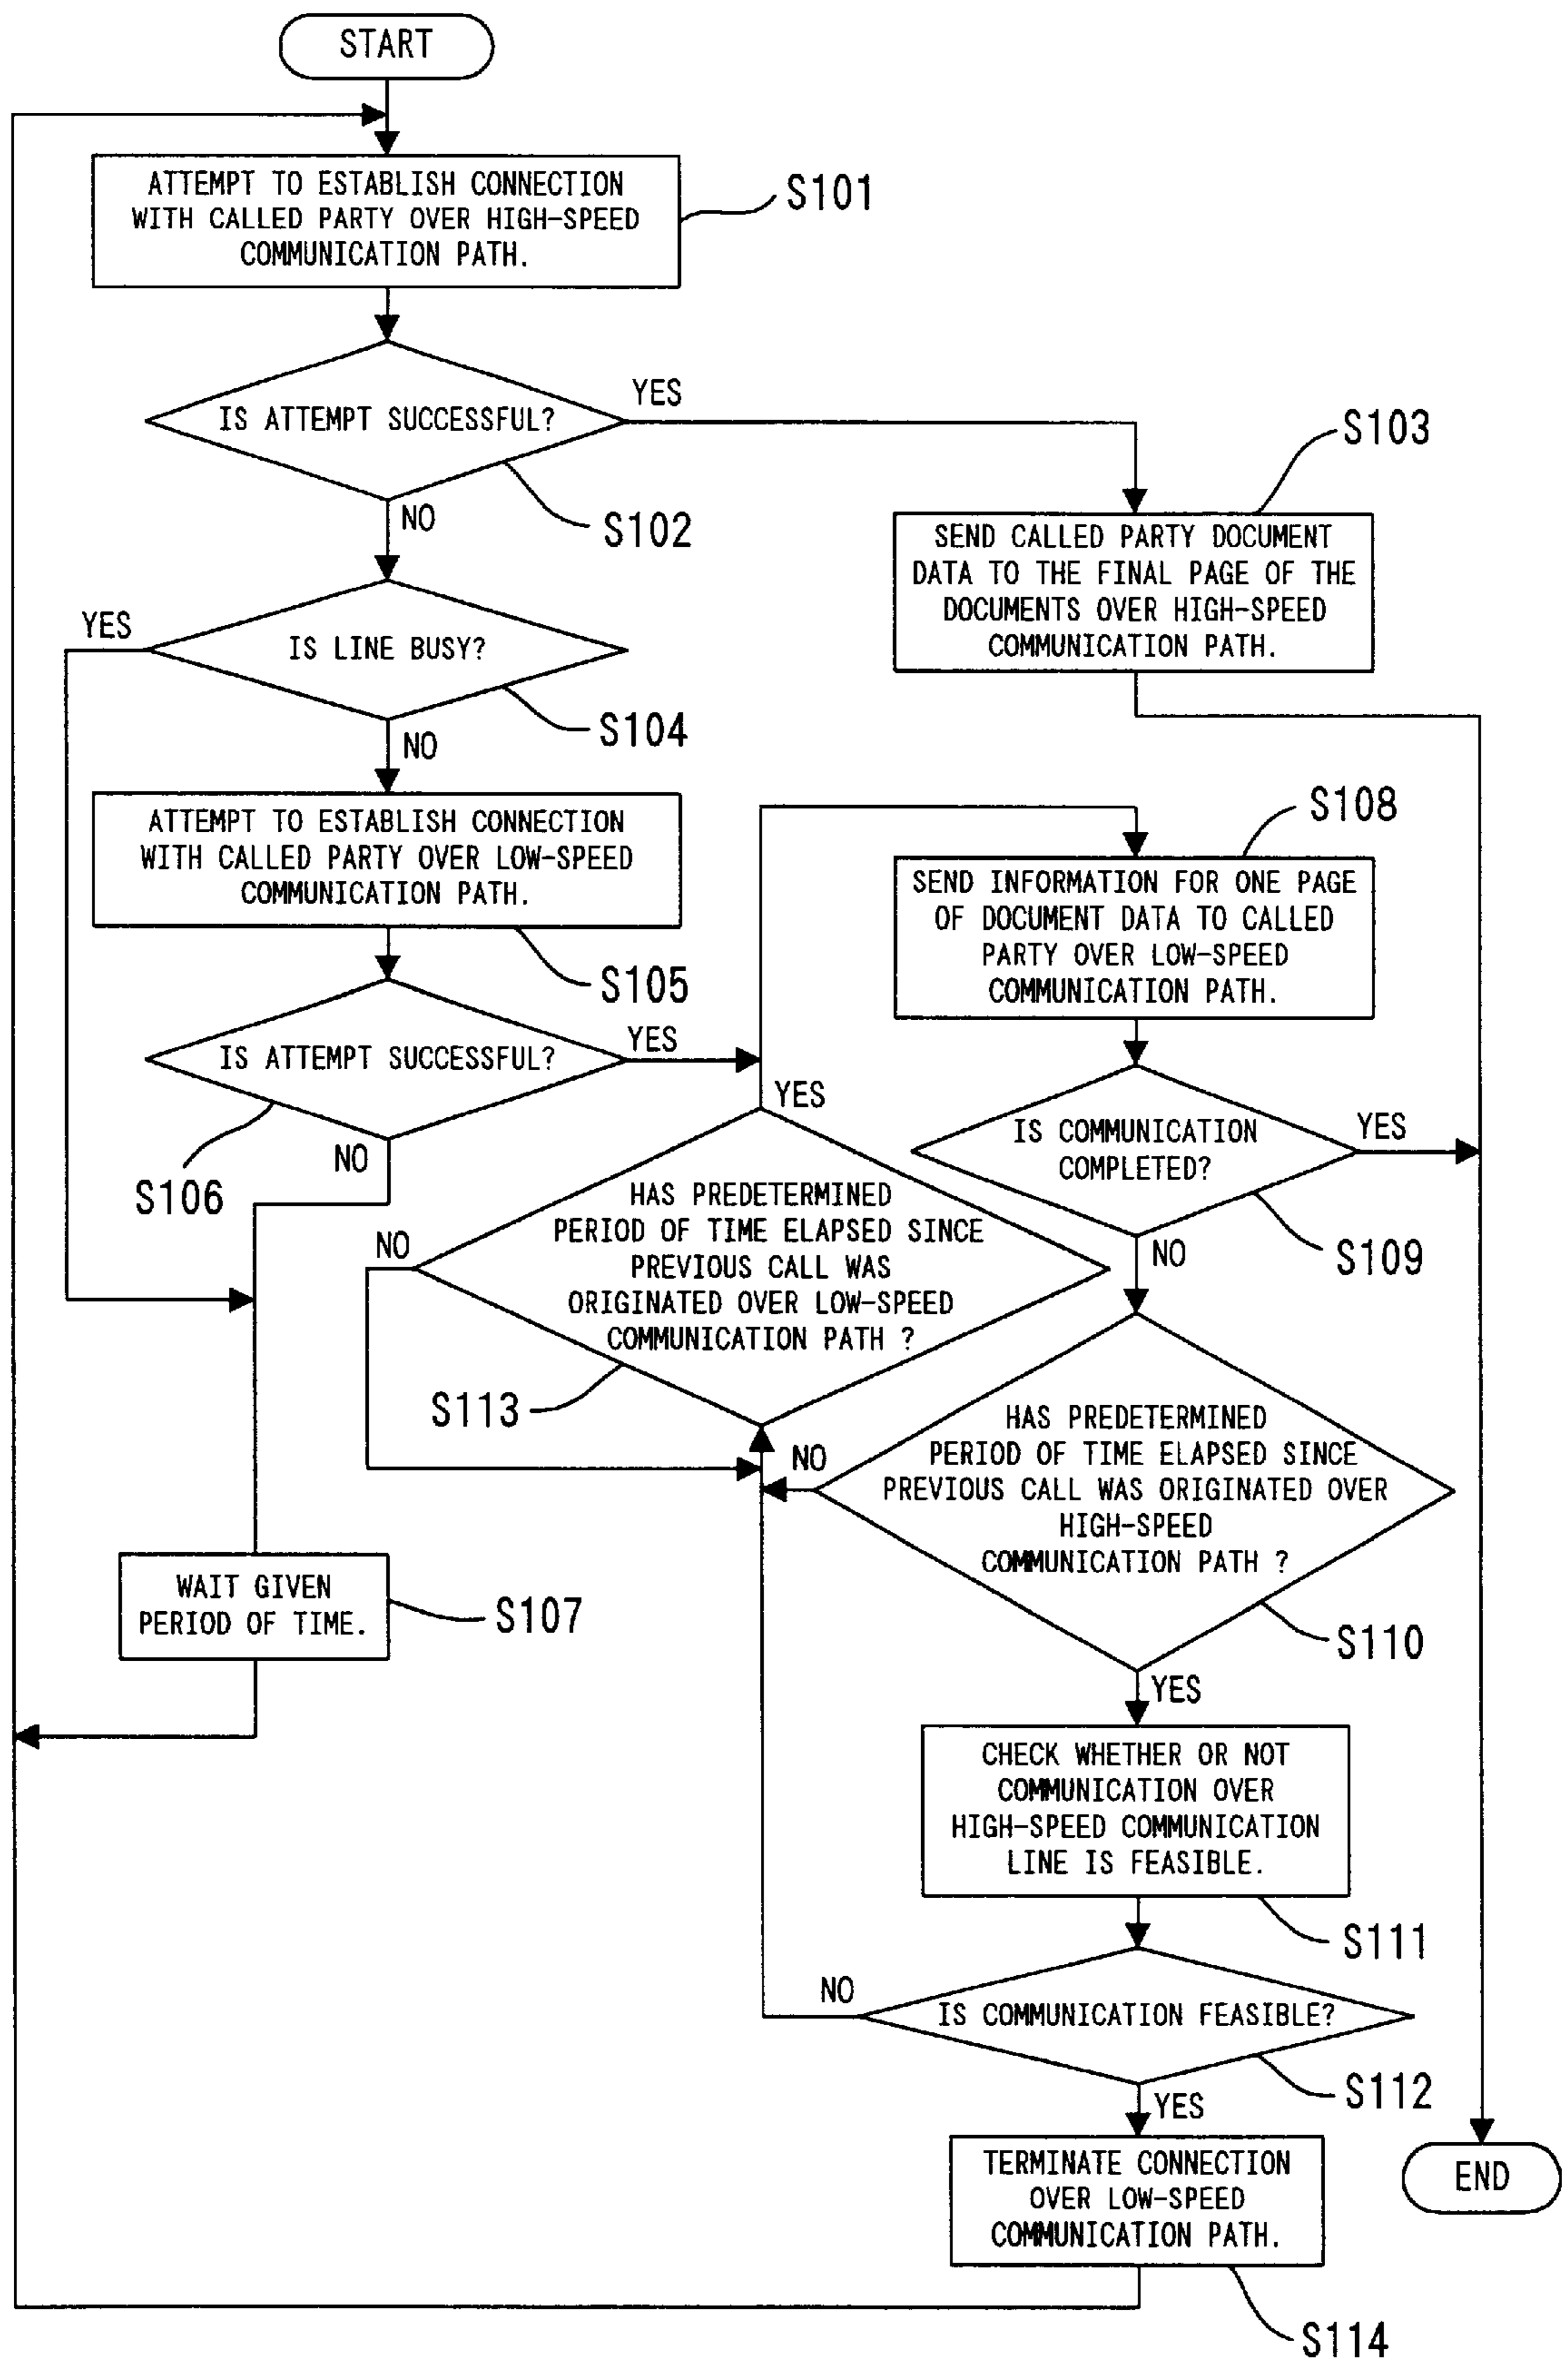 START
ATTEMPT TO ESTABLISH CONNECTION
WITH CALLED PARTY OVER HIGH-SPEED
COMMUNICATION PATH.
S101
IS ATTEMPT SUCCESSFUL?
YES
S102
NO
S103
SEND CALLED PARTY DOCUMENT
DATA TO THE FINAL PAGE OF THE
DOCUMENTS OVER HIGH-SPEED
COMMUNICATION PATH.
YES
IS LINE BUSY?
S104
NO
ATTEMPT TO ESTABLISH CONNECTION
WITH CALLED PARTY OVER LOW-SPEED
COMMUNICATION PATH.
S105
IS ATTEMPT SUCCESSFUL?
YES
S106
NO
S108
SEND INFORMATION FOR ONE PAGE
OF DOCUMENT DATA TO CALLED
PARTY OVER LOW-SPEED
COMMUNICATION PATH.
IS COMMUNICATION
COMPLETED?
YES
S109
NO
YES
HAS PREDETERMINED
PERIOD OF TIME ELAPSED SINCE
PREVIOUS CALL WAS
ORIGINATED OVER LOW-SPEED
COMMUNICATION PATH ?
NO
S113
HAS PREDETERMINED
PERIOD OF TIME ELAPSED SINCE
PREVIOUS CALL WAS ORIGINATED OVER
HIGH-SPEED
COMMUNICATION PATH ?
NO
S110
YES
WAIT GIVEN
PERIOD OF TIME.
S107
CHECK WHETHER OR NOT
COMMUNICATION OVER
HIGH-SPEED COMMUNICATION
LINE IS FEASIBLE.
S111
NO
IS COMMUNICATION FEASIBLE?
S112
YES
TERMINATE CONNECTION
OVER LOW-SPEED
COMMUNICATION PATH.
S114
END